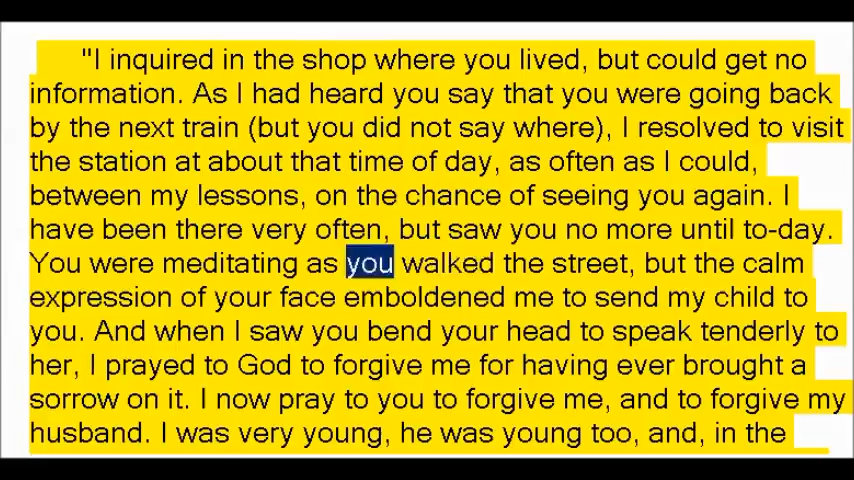 "I inquired in the shop where you lived, but could get no
information. As I had heard you say that you were going back
by the next train (but you did not say where), I resolved to visit
the station at about that time of day, as often as I could,
between my lessons, on the chance of seeing you again. I
have been there very often, but saw you no more until to-day.
You were meditating as you walked the street, but the calm
expression of your face emboldened me to send my child to
you. And when I saw you bend your head to speak tenderly to
her, I prayed to God to forgive me for having ever brought a
sorrow on it. I now pray to you to forgive me, and to forgive my
husband. I was very young, he was young too, and, in the